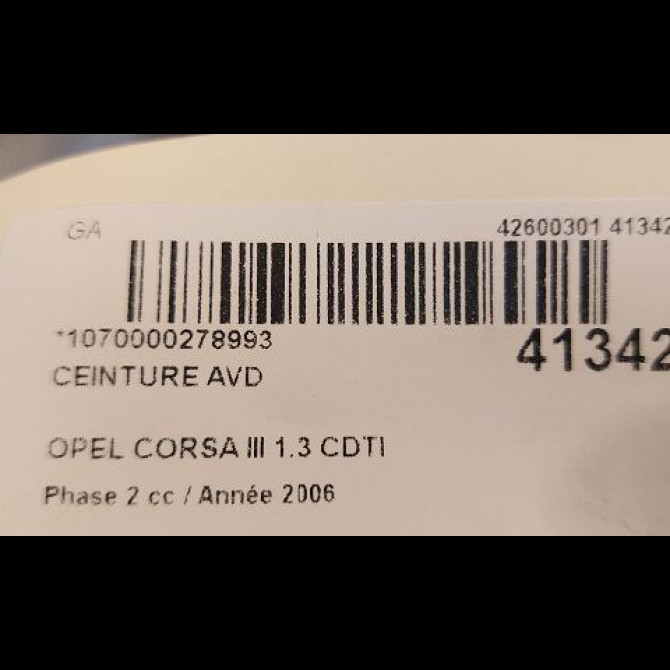 GA
42600301 41342
*1070000278993
41342
CEINTURE AVD
OPEL CORSA III 1.3 CDTI
Phase 2 cc / Année 2006